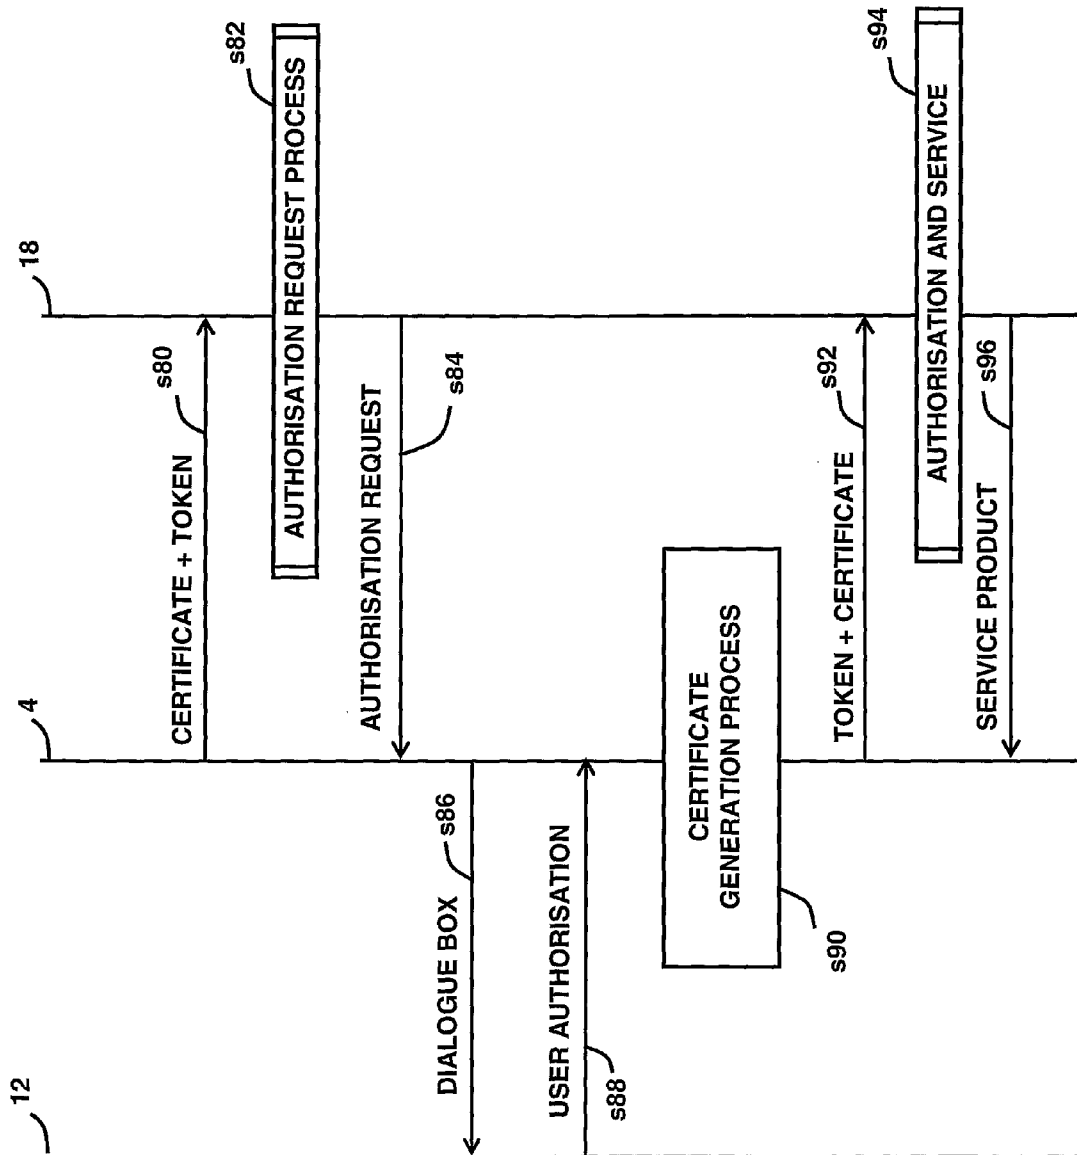 12
4
18
CERTIFICATE + TOKEN
s80
AUTHORISATION REQUEST PROCESS
s82
AUTHORISATION REQUEST
s84
DIALOGUE BOX
s86
USER AUTHORISATION
s88
CERTIFICATE
GENERATION PROCESS
s90
TOKEN + CERTIFICATE
s92
AUTHORISATION AND SERVICE
s94
SERVICE PRODUCT
s96